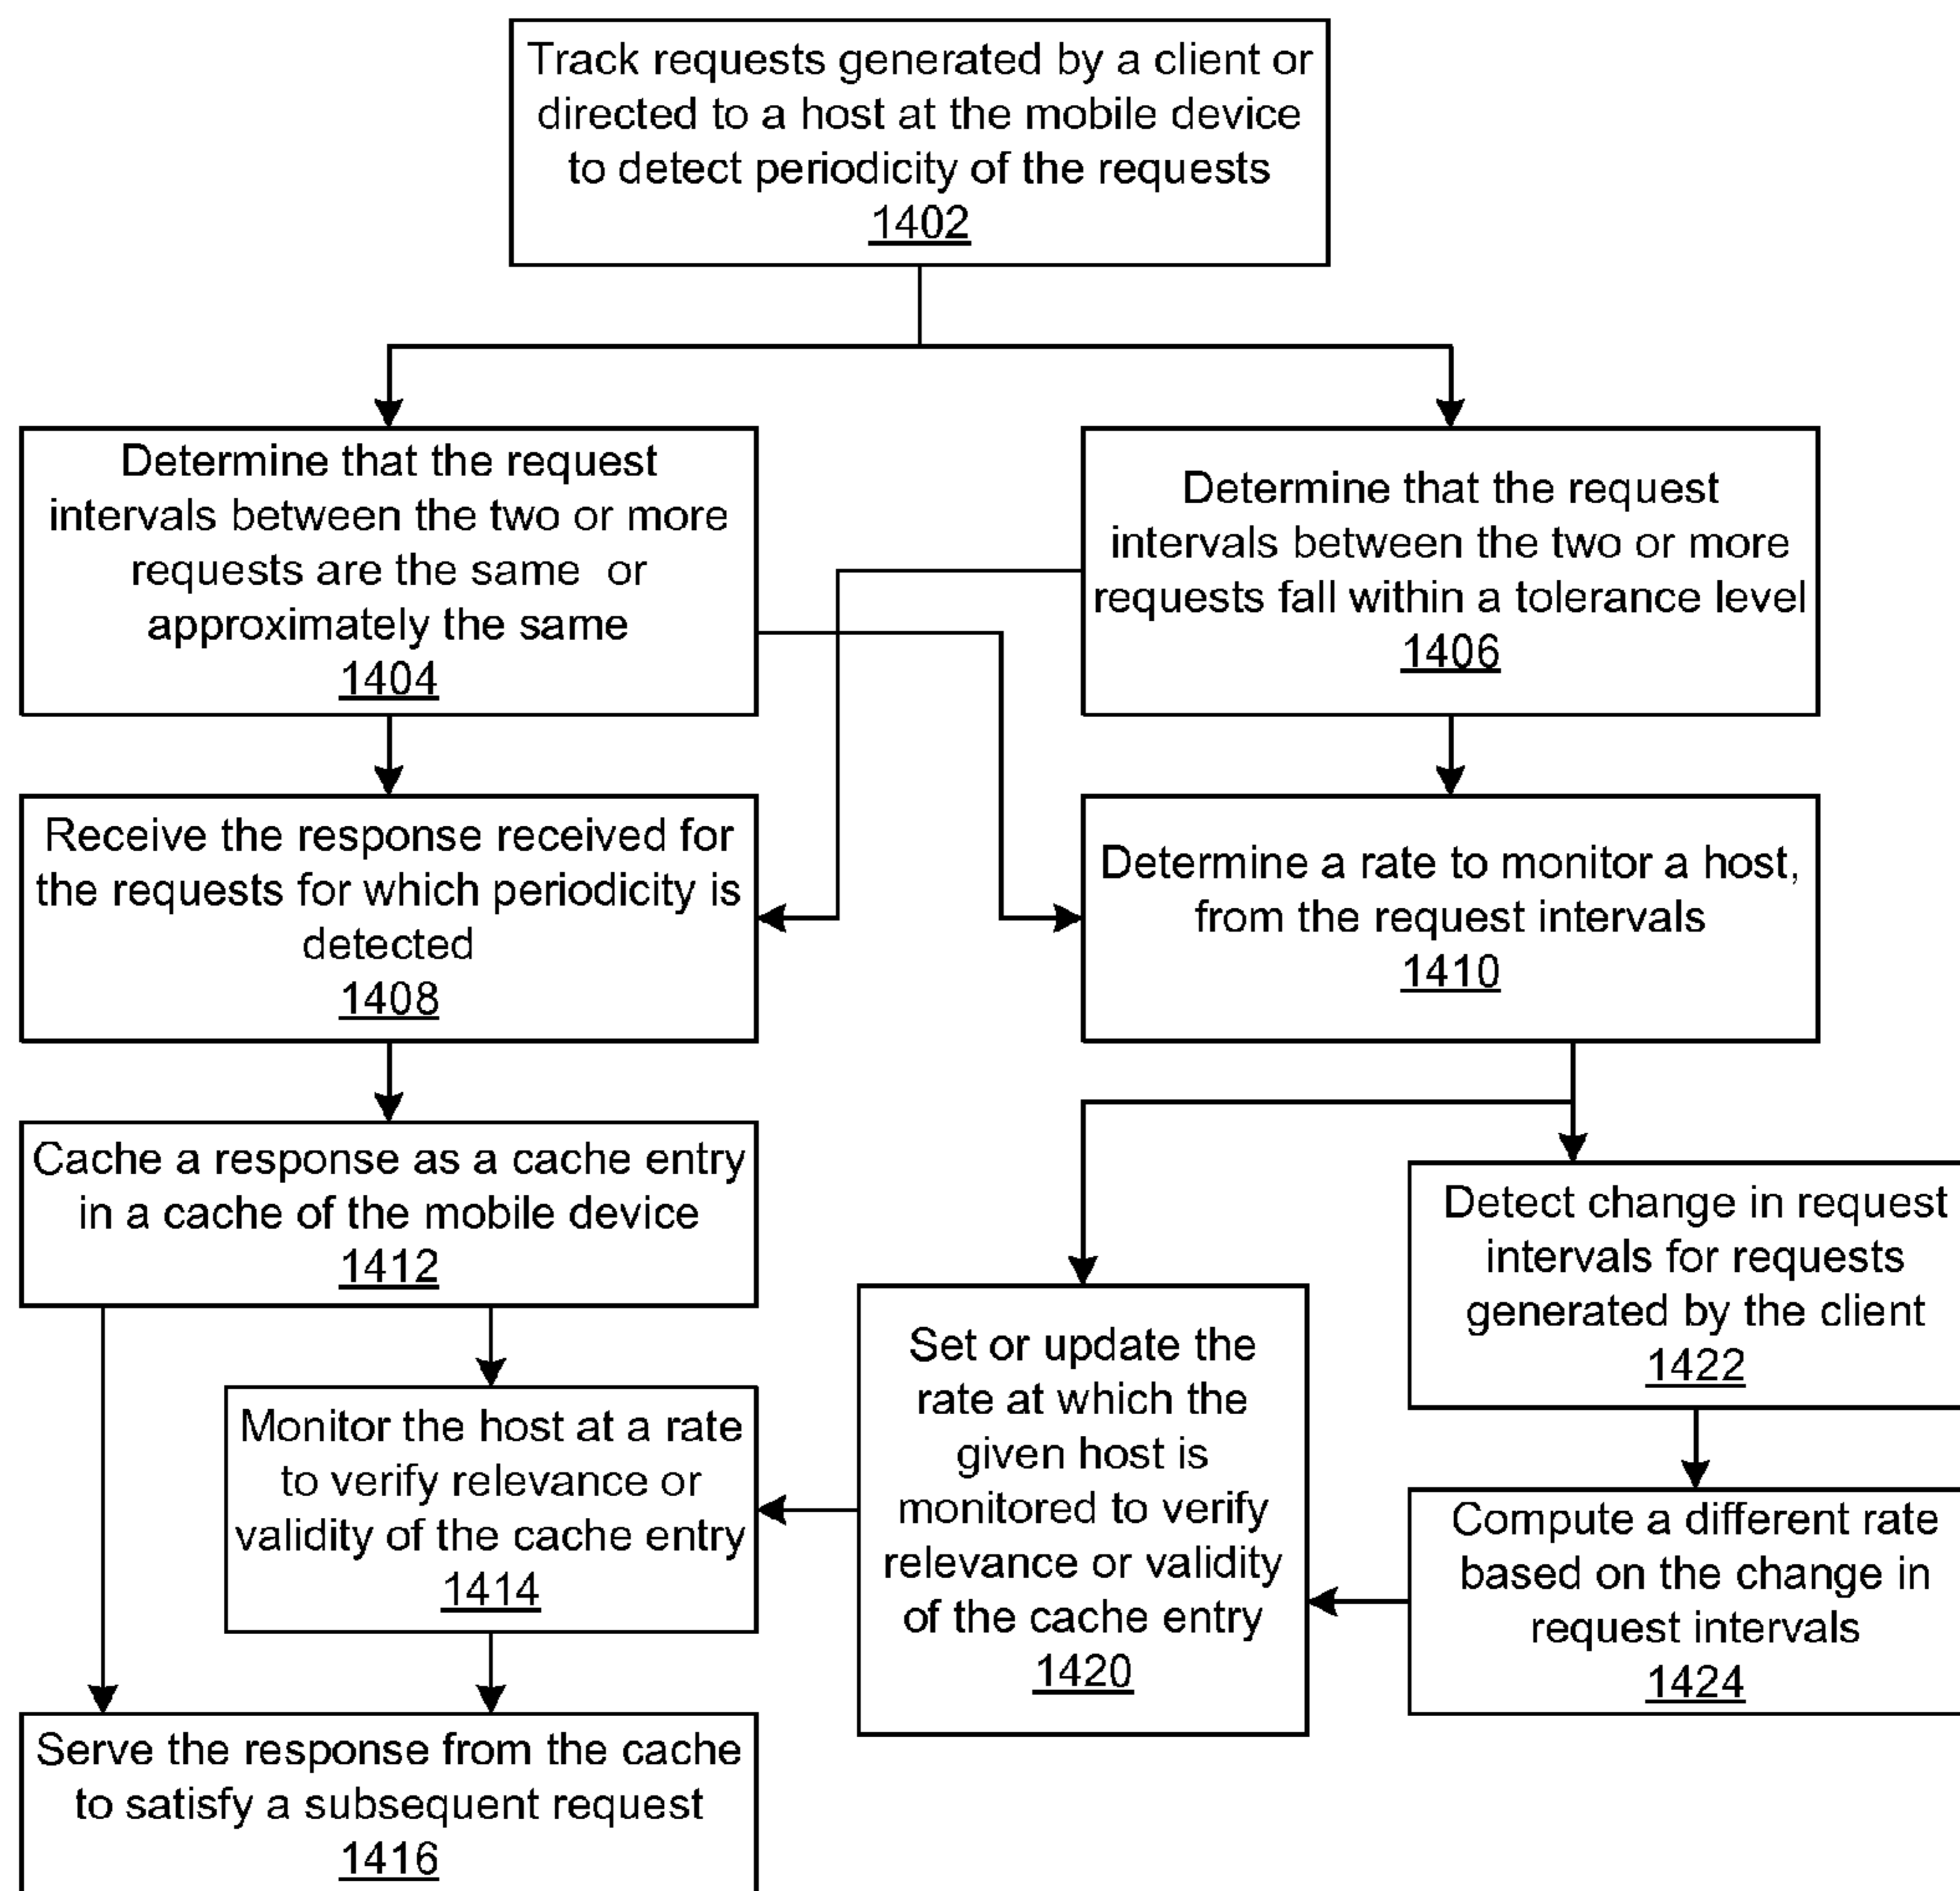 Track requests generated by a client or
directed to a host at the mobile device
to detect periodicity of the requests
1402
Determine that the request
intervals between the two or more
requests are the same or
approximately the same
1404
Determine that the request
intervals between the two or more
requests fall within a tolerance level
1406
Receive the response received for
the requests for which periodicity is
detected
1408
Determine a rate to monitor a host,
from the request intervals
1410
Cache a response as a cache entry
in a cache of the mobile device
1412
Detect change in request
intervals for requests
generated by the client
1422
Set or update the
rate at which the
given host is
monitored to verify
relevance or validity
of the cache entry
1420
Monitor the host at a rate
to verify relevance or
validity of the cache entry
1414
Compute a different rate
based on the change in
request intervals
1424
Serve the response from the cache
to satisfy a subsequent request
1416